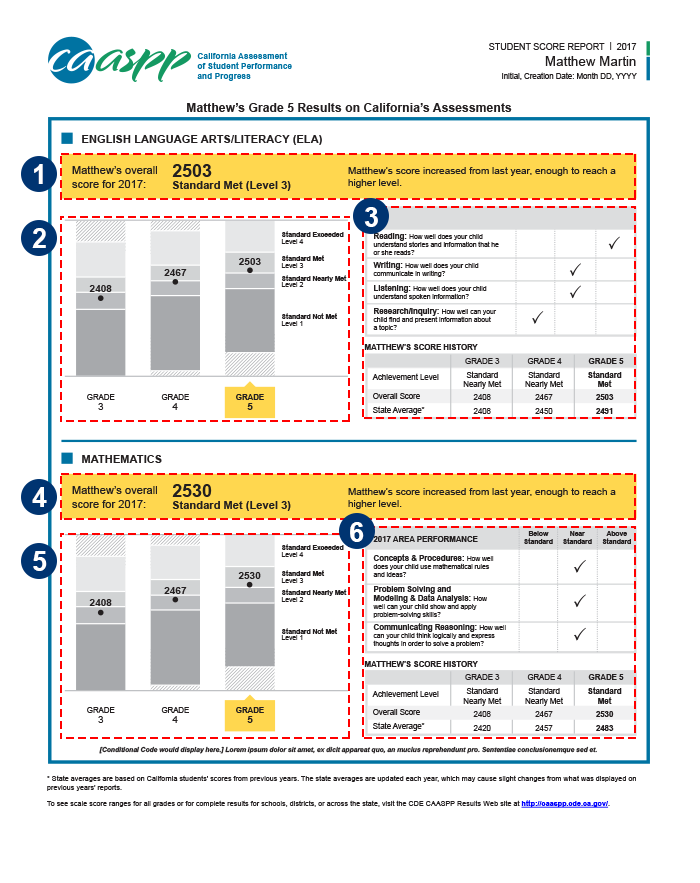 caaspp
California Assessment
of Student Performance
and Progress
STUDENT SCORE REPORT | 2017
Matthew Martin
Initial, Creation Date: Month DD, YYYY
Matthew's Grade 5 Results on California's Assessments
ENGLISH LANGUAGE ARTS/LITERACY (ELA)
1
Matthew's overall
score for 2017:
2503
Standard Met (Level 3)
Matthew's score increased from last year, enough to reach a
higher level.
2
2408
2467
2503
Standard Exceeded
Level 4
Standard Met
Level 3
Standard Nearly Met
Level 2
Standard Not Met
Level 1
GRADE
3
GRADE
4
GRADE
5
3
Reading: How well does your child
understand stories and information that he
or she reads?
Writing: How well does your child
communicate in writing?
Listening: How well does your child
understand spoken information?
Research/Inquiry: How well can your
child find and present information about
a topic?
MATTHEW'S SCORE HISTORY
GRADE 3 GRADE 4 GRADE 5
Achievement Level Standard Nearly Met Standard Nearly Met Standard Met
Overall Score 2408 2467 2503
State Average* 2408 2450 2491
MATHEMATICS
4
Matthew's overall
score for 2017:
2530
Standard Met (Level 3)
Matthew's score increased from last year, enough to reach a
higher level.
5
2408
2467
2530
Standard Exceeded
Level 4
Standard Met
Level 3
Standard Nearly Met
Level 2
Standard Not Met
Level 1
GRADE
3
GRADE
4
GRADE
5
6
2017 AREA PERFORMANCE Below Standard Near Standard Above Standard
Concepts & Procedures: How well
does your child use mathematical rules
and ideas?
Problem Solving and
Modeling & Data Analysis: How
well can your child show and apply
problem-solving skills?
Communicating Reasoning: How well
can your child think logically and express
thoughts in order to solve a problem?
MATTHEW'S SCORE HISTORY
GRADE 3 GRADE 4 GRADE 5
Achievement Level Standard Nearly Met Standard Nearly Met Standard Met
Overall Score 2408 2467 2530
State Average* 2420 2457 2483
[Conditional Code would display here.] Lorem ipsum dolor sit amet, ex dicit appareat quo, an mucius reprehendunt pro. Sententiae conclusionemque sed et.
* State averages are based on California students' scores from previous years. The state averages are updated each year, which may cause slight changes from what was displayed on
previous years' reports.
To see scale score ranges for all grades or for complete results for schools, districts, or across the state, visit the CDE CAASPP Results Web site at http://caaspp.cde.ca.gov/.